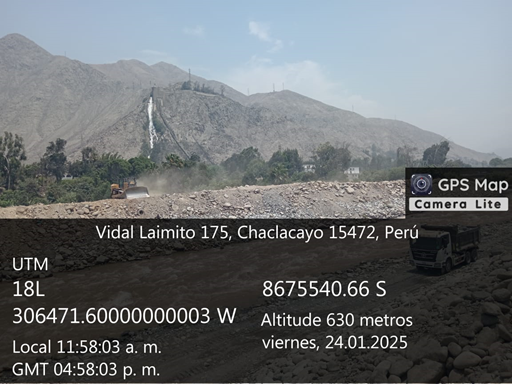 GPS Map
Camera Lite
Vidal Laimito 175, Chaclacayo 15472, Perú
UTM
18L 8675540.66 S
306471.60000000003 W Altitude 630 metros
Local 11:58:03 a. m. viernes, 24.01.2025
GMT 04:58:03 p. m.